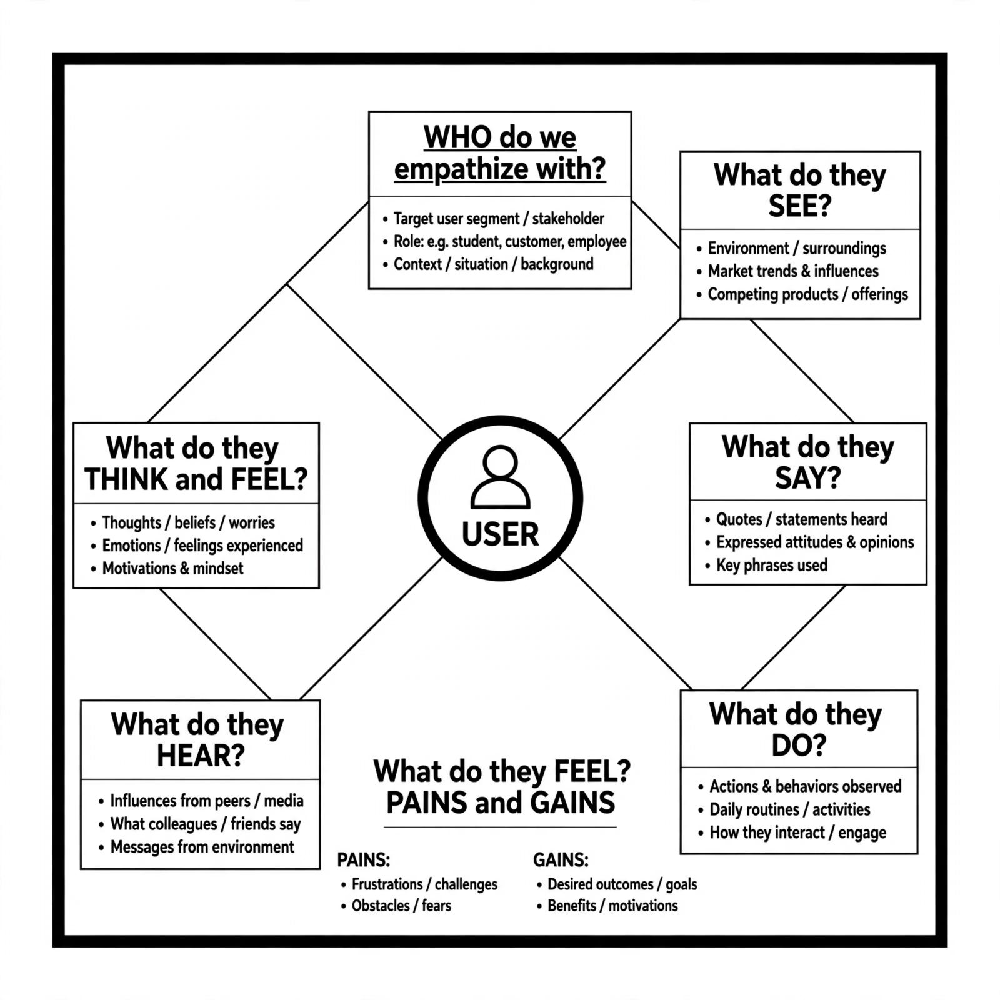 WHO do we
empathize with?
• Target user segment / stakeholder
• Role: e.g. student, customer, employee
• Context / situation / background
What do they
SEE?
• Environment / surroundings
• Market trends & influences
• Competing products / offerings
What do they
THINK and FEEL?
• Thoughts / beliefs / worries
• Emotions / feelings experienced
• Motivations & mindset
USER
What do they
SAY?
• Quotes / statements heard
• Expressed attitudes & opinions
• Key phrases used
What do they
HEAR?
• Influences from peers / media
• What colleagues / friends say
• Messages from environment
What do they FEEL?
PAINS and GAINS
PAINS:
• Frustrations / challenges
• Obstacles / fears
GAINS:
• Desired outcomes / goals
• Benefits / motivations
What do they
DO?
• Actions & behaviors observed
• Daily routines / activities
• How they interact / engage